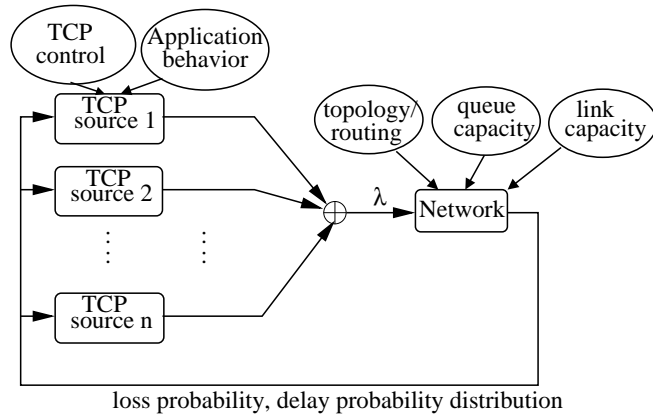 TCP
control
Application
behavior
TCP
source 1
topology/
routing
queue
capacity
link
capacity
TCP
source 2
λ
Network
TCP
source n
loss probability, delay probability distribution